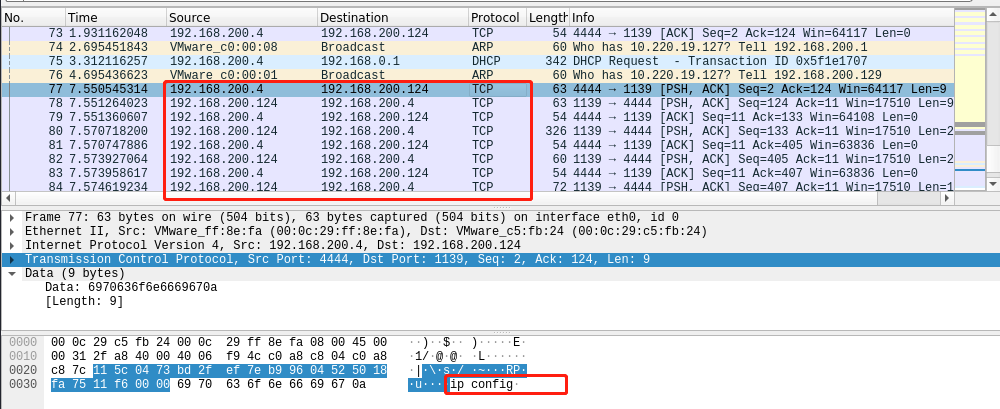 No. Time Source Destination Protocol Length Info
73 1.931162048 192.168.200.4 192.168.200.124 TCP 54 4444 → 1139 [ACK] Seq=2 Ack=124 Win=64117 Len=0
74 2.695451843 VMware_c0:00:08 Broadcast ARP 60 Who has 10.220.19.127? Tell 192.168.200.1
75 3.312116257 192.168.200.4 192.168.0.1 DHCP 342 DHCP Request - Transaction ID 0x5f1e1707
76 4.695436623 VMware_c0:00:01 Broadcast ARP 60 Who has 10.220.19.127? Tell 192.168.200.129
77 7.550545314 192.168.200.4 192.168.200.124 TCP 63 4444 → 1139 [PSH, ACK] Seq=2 Ack=124 Win=64117 Len=9
78 7.551264023 192.168.200.124 192.168.200.4 TCP 63 1139 → 4444 [PSH, ACK] Seq=124 Ack=11 Win=17510 Len=9
79 7.551360607 192.168.200.4 192.168.200.124 TCP 54 4444 → 1139 [ACK] Seq=11 Ack=133 Win=64108 Len=0
80 7.570718200 192.168.200.124 192.168.200.4 TCP 326 1139 → 4444 [PSH, ACK] Seq=133 Ack=11 Win=17510 Len=2
81 7.570747886 192.168.200.4 192.168.200.124 TCP 54 4444 → 1139 [ACK] Seq=11 Ack=405 Win=63836 Len=0
82 7.573927064 192.168.200.124 192.168.200.4 TCP 60 1139 → 4444 [PSH, ACK] Seq=405 Ack=11 Win=17510 Len=2
83 7.573958617 192.168.200.4 192.168.200.124 TCP 54 4444 → 1139 [ACK] Seq=11 Ack=407 Win=63836 Len=0
84 7.574619234 192.168.200.124 192.168.200.4 TCP 72 1139 → 4444 [PSH, ACK] Seq=407 Ack=11 Win=17510 Len=1
Frame 77: 63 bytes on wire (504 bits), 63 bytes captured (504 bits) on interface eth0, id 0
Ethernet II, Src: VMware_ff:8e:fa (00:0c:29:ff:8e:fa), Dst: VMware_c5:fb:24 (00:0c:29:c5:fb:24)
Internet Protocol Version 4, Src: 192.168.200.4, Dst: 192.168.200.124
Transmission Control Protocol, Src Port: 4444, Dst Port: 1139, Seq: 2, Ack: 124, Len: 9
Data (9 bytes)
Data: 6970636f6e6669670a
[Length: 9]
0000 00 0c 29 c5 fb 24 00 0c 29 ff 8e fa 08 00 45 00 ··)··$·· )·····E·
0010 00 31 2f a8 40 00 40 06 f9 4c c0 a8 c8 04 c0 a8 ·1/·@·@· ·L······
0020 c8 7c 11 5c 04 73 bd 2f ef 7e b9 96 04 52 50 18 ·|·\·s·/ ·~···RP·
0030 fa 75 11 f6 00 00 69 70 63 6f 6e 66 69 67 0a ·u····ip config·